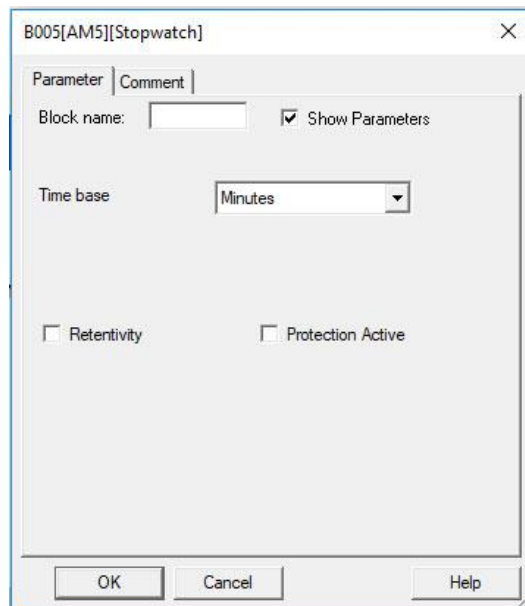 B005[AM5][Stopwatch]
Parameter Comment
Block name: Show Parameters
Time base Minutes
Retentivity Protection Active
OK Cancel Help